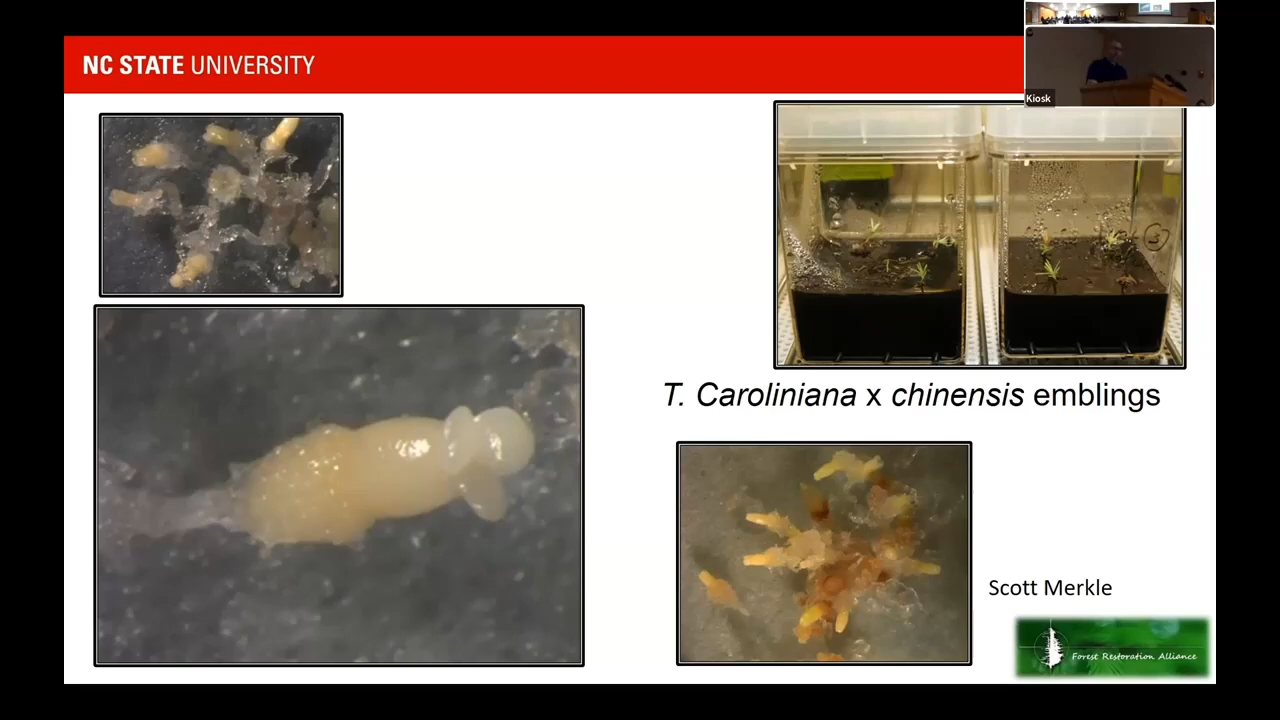 NC STATE UNIVERSITY
Kiosk
T. Caroliniana x chinensis emblings
Scott Merkle
Forest Restoration Alliance